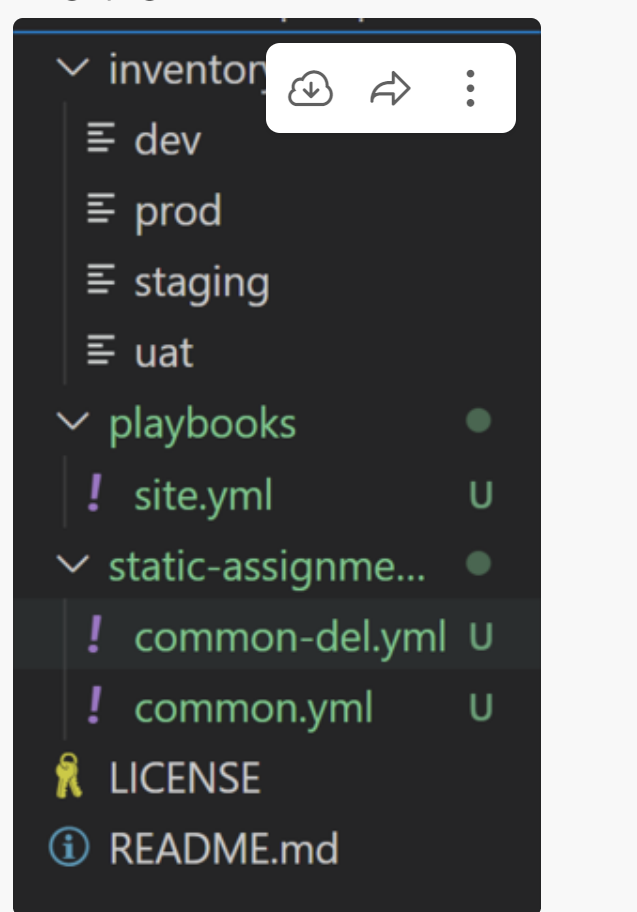 inventory
dev
prod
staging
uat
playbooks
site.yml U
static-assignme...
common-del.yml U
common.yml U
LICENSE
README.md